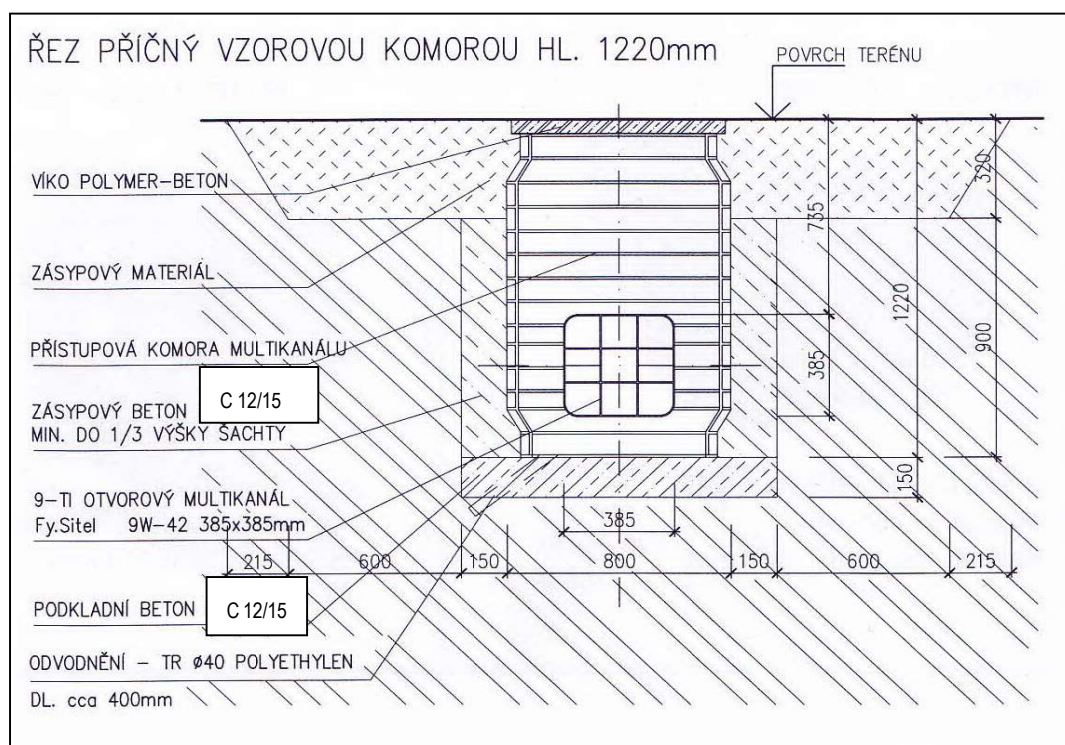 ŘEZ PŘÍČNÝ VZOROVOU KOMOROU HL. 1220mm
POVRCH TERÉNU
VÍKO POLYMER-BETON
ZÁSYPOVÝ MATERIÁL
PŘÍSTUPOVÁ KOMORA MULTIKANÁLU
ZÁSYPOVÝ BETON C 12/15
MIN. DO 1/3 VÝŠKY ŠACHTY
9-TI OTVOROVÝ MULTIKANÁL
Fy.Sitel 9W-42 385x385mm
PODKLADNÍ BETON C 12/15
ODVODNĚNÍ - TR ø40 POLYETHYLEN
DL. cca 400mm
735
385
1220
150
320
900
385
215 600 150 800 150 600 215